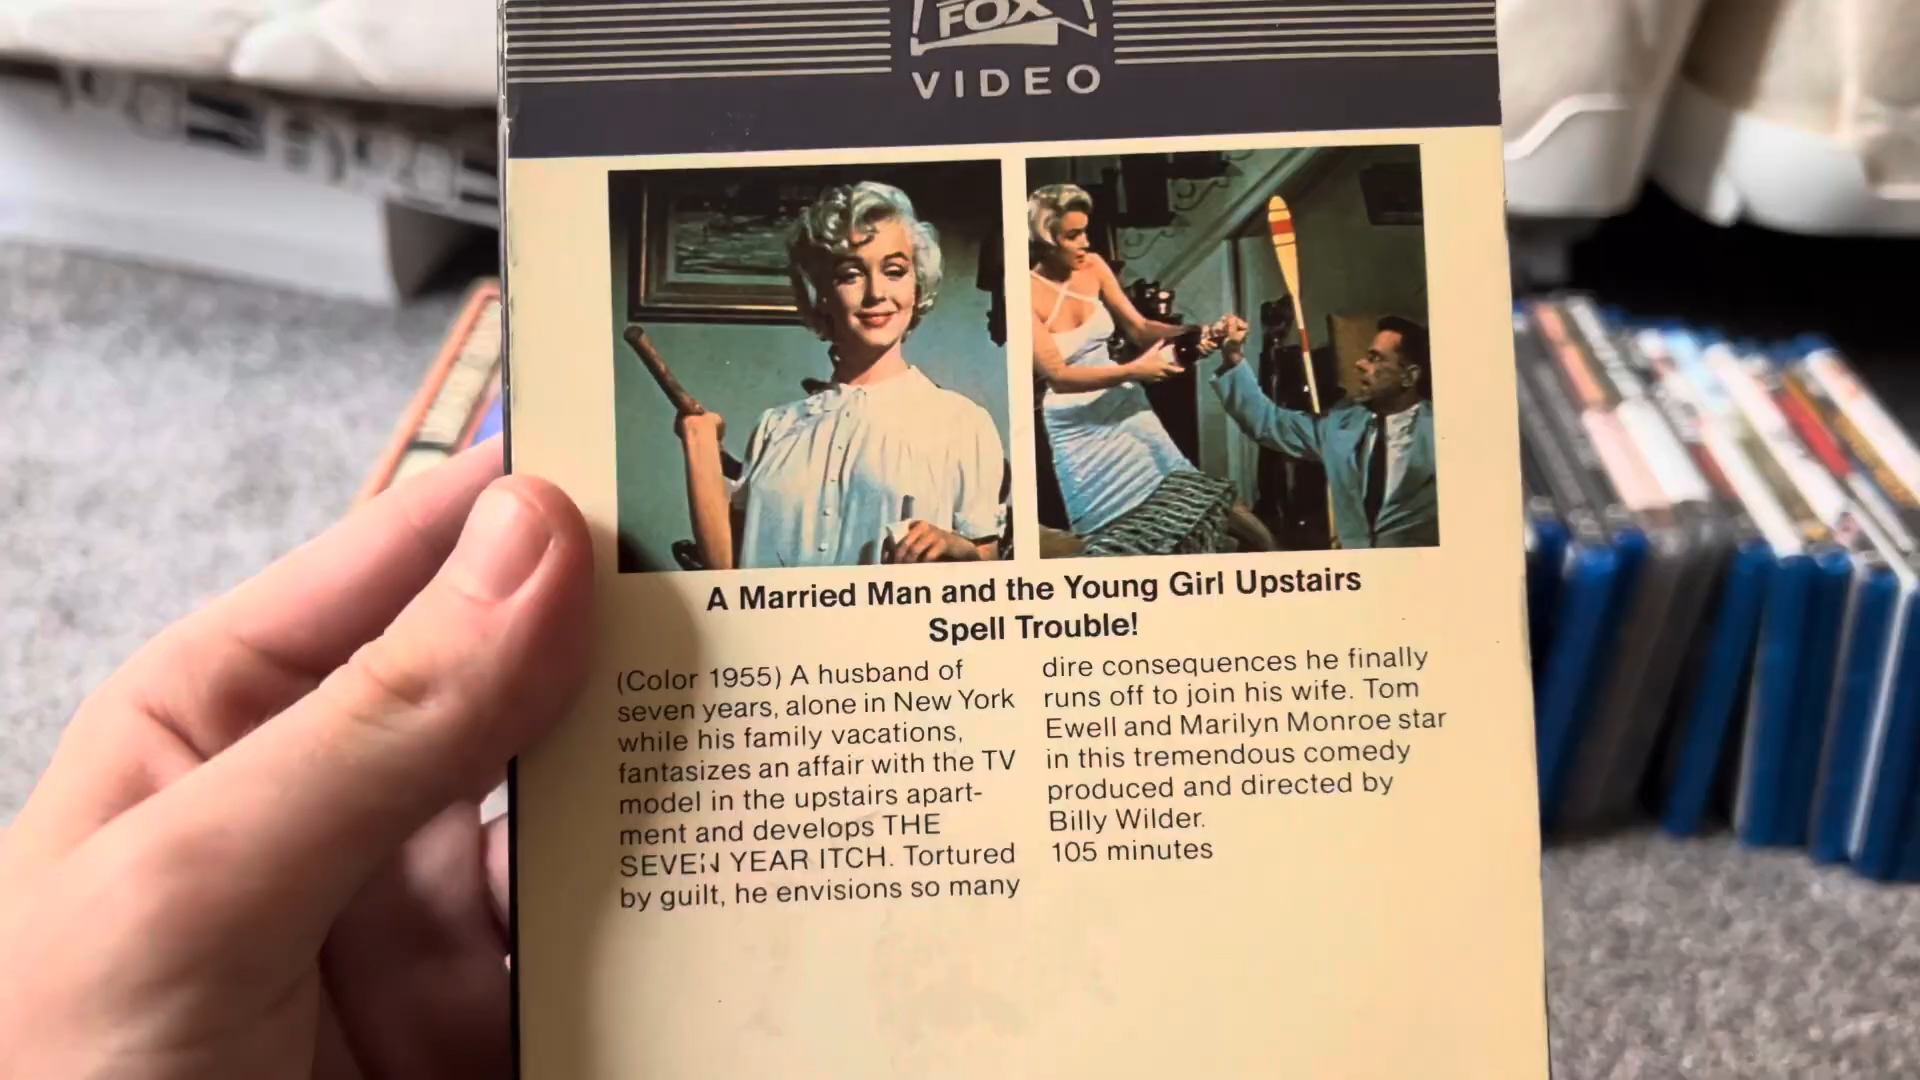 FOX
VIDEO
A Married Man and the Young Girl Upstairs
Spell Trouble!
(Color 1955) A husband of
seven years, alone in New York
while his family vacations,
fantasizes an affair with the TV
model in the upstairs apart-
ment and develops THE
SEVEN YEAR ITCH. Tortured
by guilt, he envisions so many
dire consequences he finally
runs off to join his wife. Tom
Ewell and Marilyn Monroe star
in this tremendous comedy
produced and directed by
Billy Wilder.
105 minutes